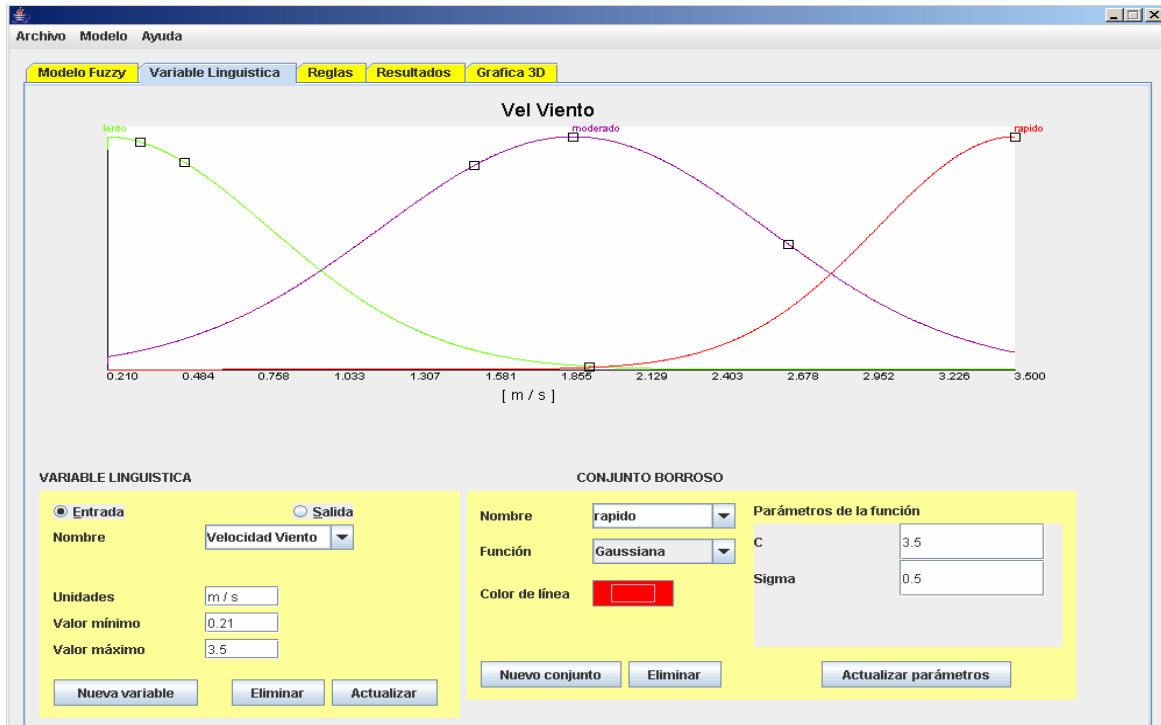 Archivo Modelo Ayuda
Modelo Fuzzy Variable Linguistica Reglas Resultados Grafica 3D
Vel Viento
lento moderado rapido
0.210 0.484 0.758 1.033 1.307 1.581 1.855 2.129 2.403 2.678 2.952 3.226 3.500
[ m / s ]
VARIABLE LINGUISTICA
Entrada Salida
Nombre Velocidad Viento
Unidades m / s
Valor mínimo 0.21
Valor máximo 3.5
Nueva variable Eliminar Actualizar
CONJUNTO BORROSO
Nombre rapido
Función Gaussiana
Color de línea
Parámetros de la función
C 3.5
Sigma 0.5
Nuevo conjunto Eliminar Actualizar parámetros